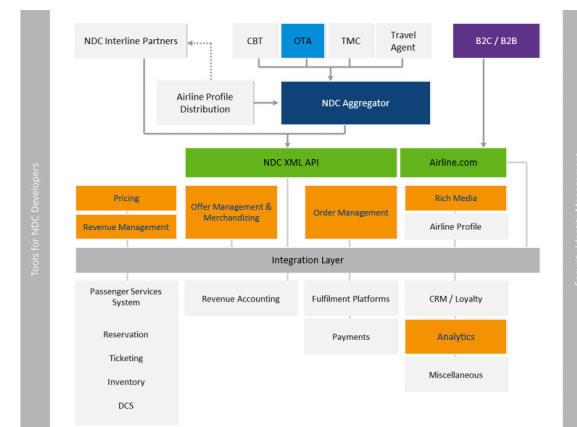 NDC Interline Partners
CBT
OTA
TMC
Travel
Agent
B2C / B2B
Airline Profile
Distribution
NDC Aggregator
Tools for NDC Developers
NDC XML API
Airline.com
Pricing
Offer Management &
Merchandizing
Order Management
Rich Media
Revenue Management
Airline Profile
Integration Layer
Passenger Services
System
Revenue Accounting
Fulfilment Platforms
CRM / Loyalty
Reservation
Payments
Analytics
Ticketing
Inventory
Miscellaneous
DCS